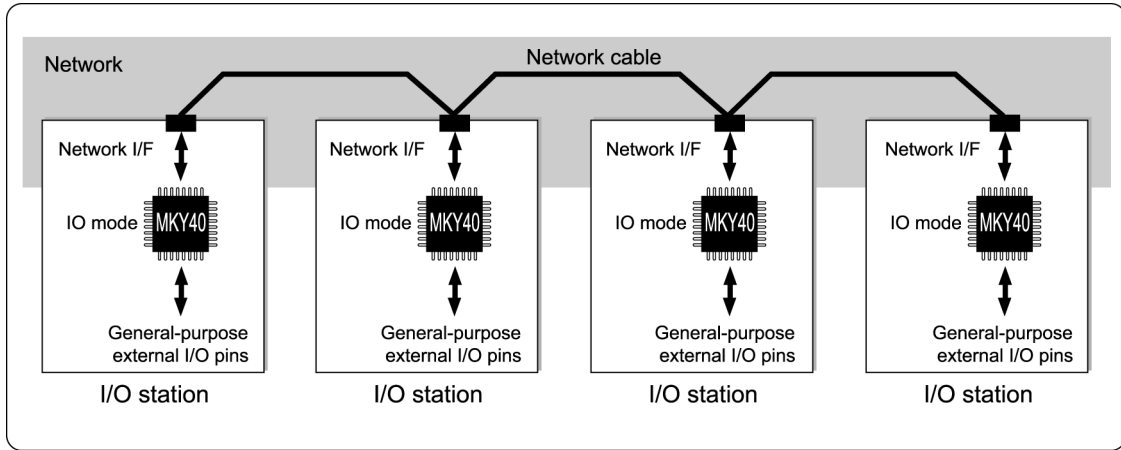 Network
Network cable
Network I/F
IO mode
MKY40
General-purpose
external I/O pins
I/O station
Network I/F
IO mode
MKY40
General-purpose
external I/O pins
I/O station
Network I/F
IO mode
MKY40
General-purpose
external I/O pins
I/O station
Network I/F
IO mode
MKY40
General-purpose
external I/O pins
I/O station